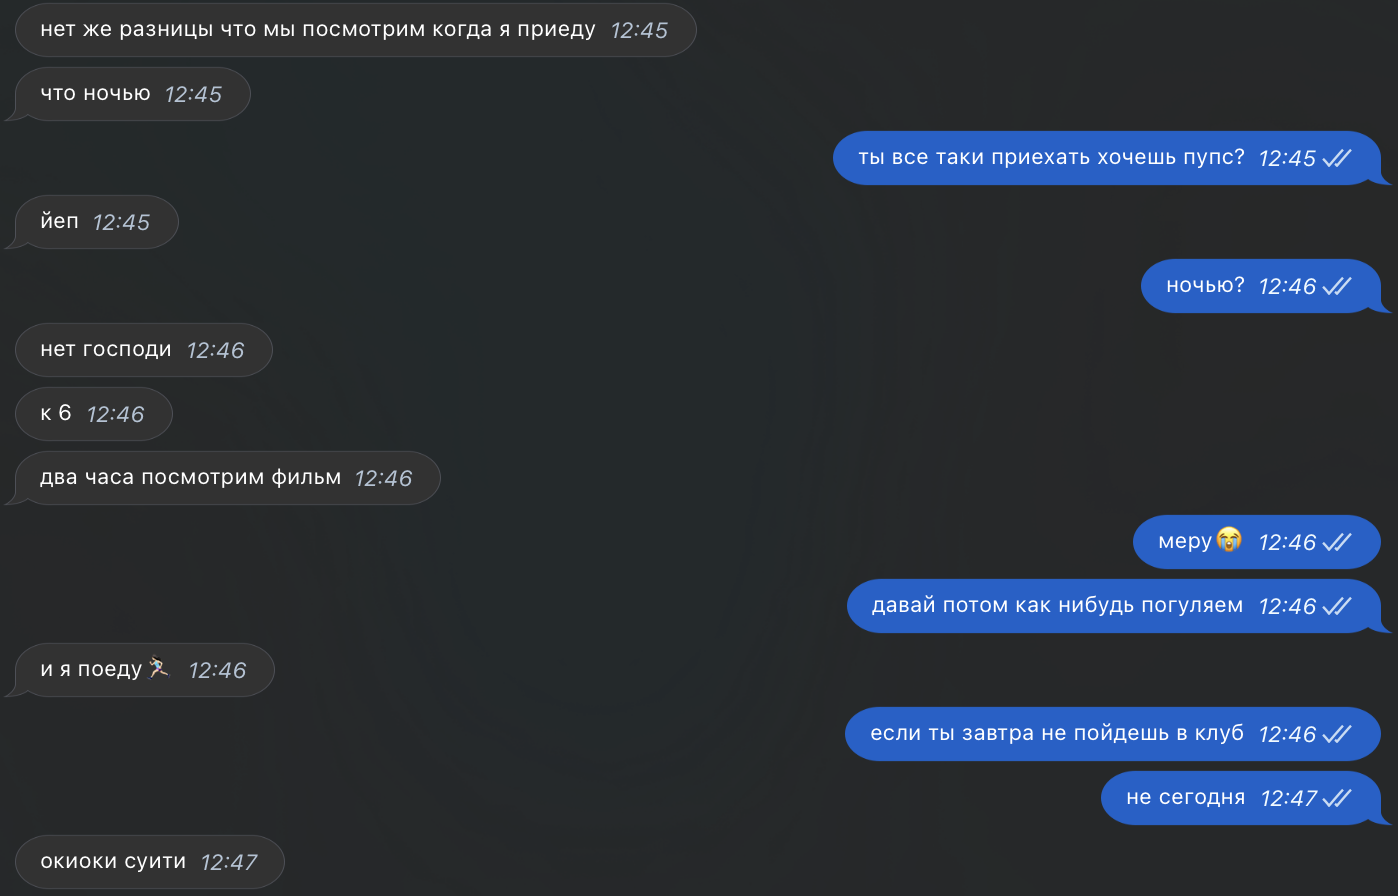 нет же разницы что мы посмотрим когда я приеду 12:45
что ночью 12:45
ты все таки приехать хочешь пупс? 12:45
йеп 12:45
ночью? 12:46
нет господи 12:46
к 6 12:46
два часа посмотрим фильм 12:46
меру😭 12:46
давай потом как нибудь погуляем 12:46
и я поеду🏃🏻‍♀️ 12:46
если ты завтра не пойдешь в клуб 12:46
не сегодня 12:47
окиоки суити 12:47